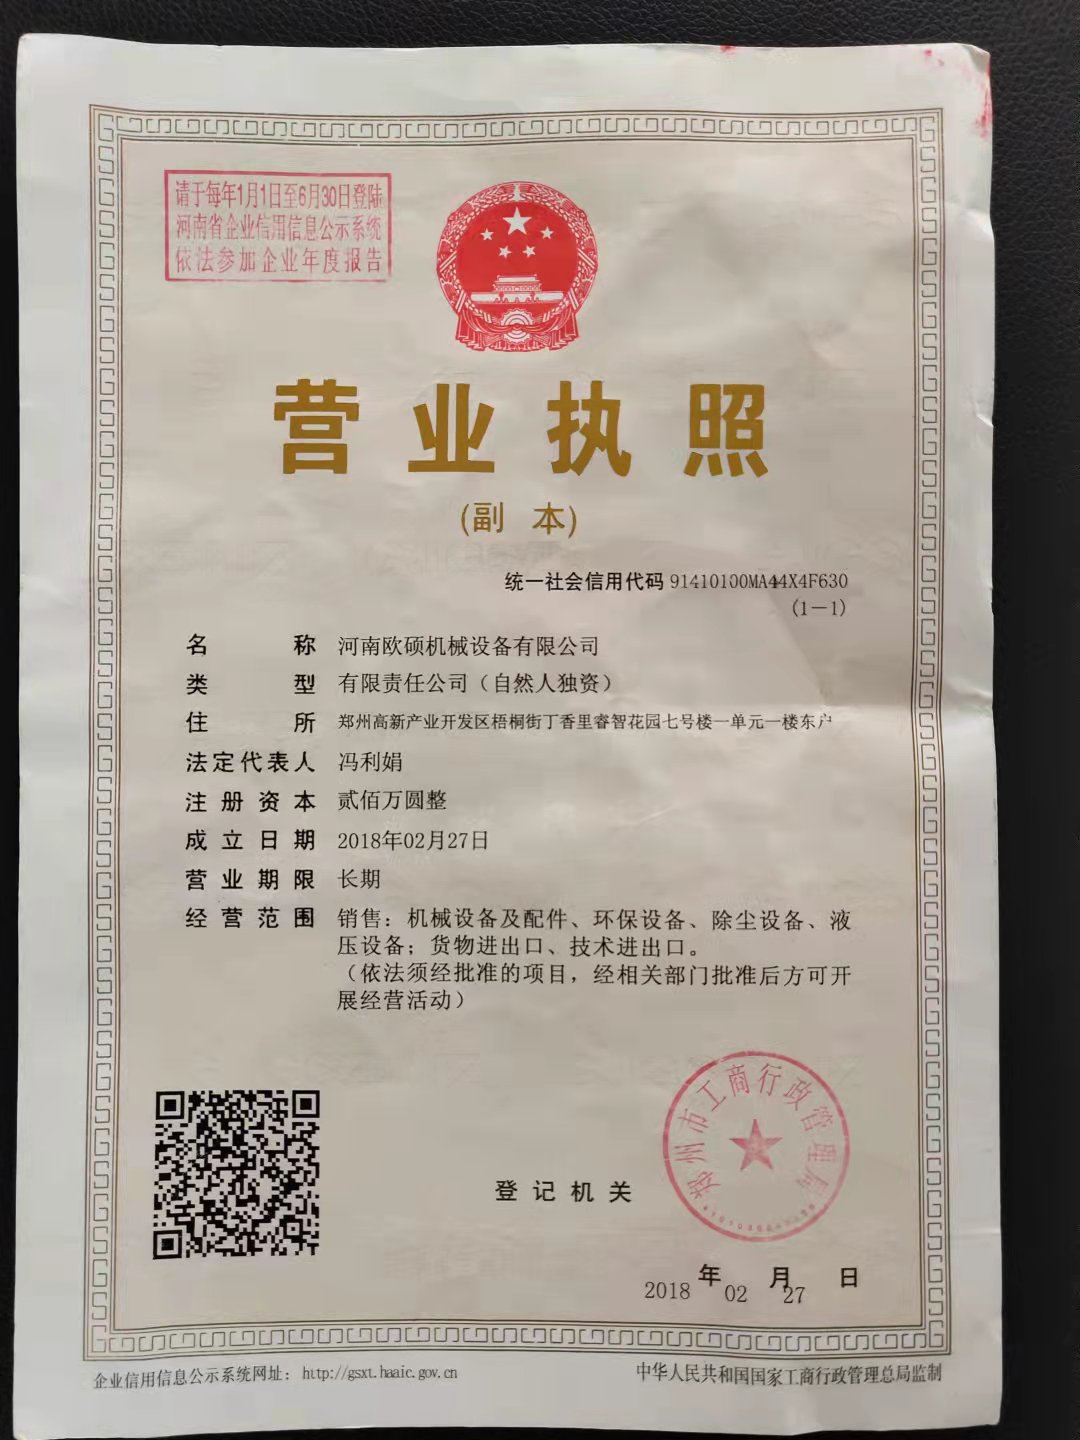 请于每年1月1日至6月30日登陆
河南省企业信用信息公示系统
依法参加企业年度报告
营业执照
(副 本)
统一社会信用代码 91410100MA44X4F630
(1－1)
名 称 河南欧硕机械设备有限公司
类 型 有限责任公司（自然人独资）
住 所 郑州高新产业开发区梧桐街丁香里睿智花园七号楼一单元一楼东户
法定代表人 冯利娟
注册资本 贰佰万圆整
成立日期 2018年02月27日
营业期限 长期
经营范围 销售：机械设备及配件、环保设备、除尘设备、液
压设备；货物进出口、技术进出口。
（依法须经批准的项目，经相关部门批准后方可开
展经营活动）
郑州市工商行政管理局
登记机关
2018 年 02 月 27 日
企业信用信息公示系统网址： http://gsxt.haaic.gov.cn
中华人民共和国国家工商行政管理总局监制